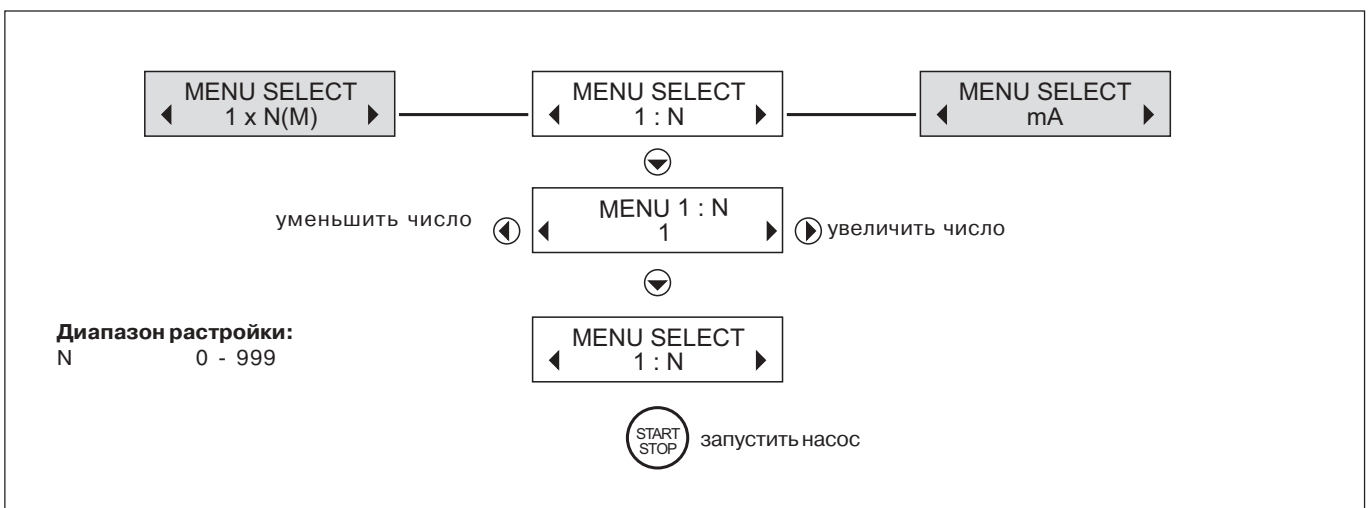 MENU SELECT
1 x N(M)
MENU SELECT
1 : N
MENU SELECT
mA
уменьшить число
MENU 1 : N
1
увеличить число
Диапазон растройки:
N 0 - 999
MENU SELECT
1 : N
START
STOP
запустить насос